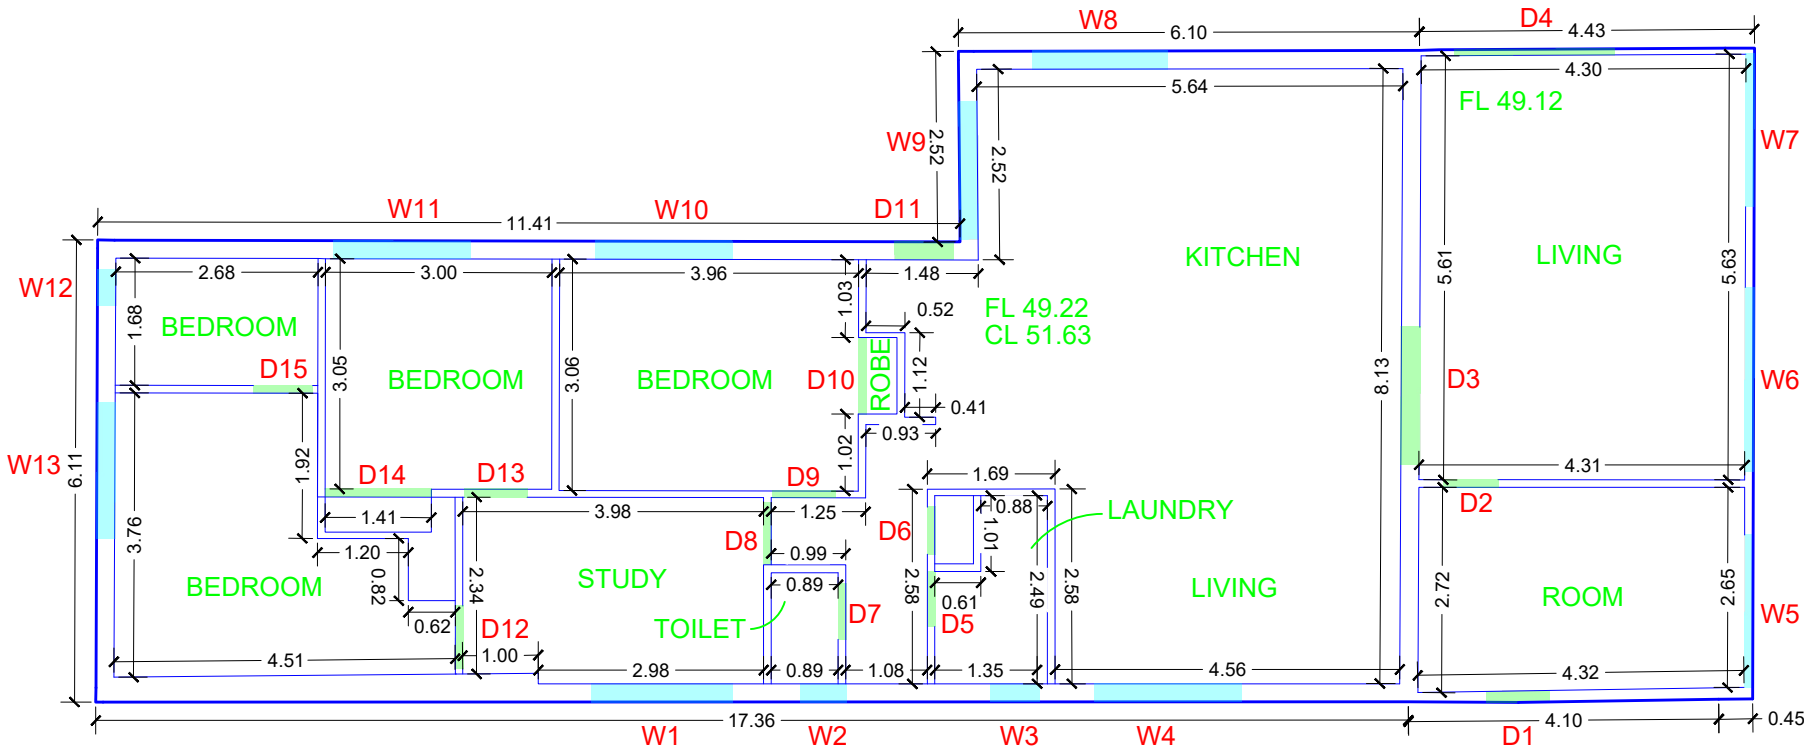 W8
D4
6.10
4.43
4.30
5.64
FL 49.12
W9
2.52
2.52
W7
W11
W10
D11
11.41
KITCHEN
LIVING
5.61
5.63
W12
2.68
3.00
3.96
1.48
1.68
1.03
0.52
FL 49.22
CL 51.63
BEDROOM
3.05
3.06
ROBE
1.12
D15
BEDROOM
BEDROOM
D10
8.13
D3
W6
0.41
0.93
W13
6.11
1.92
1.02
4.31
D14
D13
D9
1.69
D2
3.76
1.41
3.98
1.25
0.88
LAUNDRY
D8
D6
1.01
1.20
0.99
BEDROOM
0.82
2.34
STUDY
0.89
2.58
0.61
2.49
2.58
LIVING
2.72
ROOM
2.65
W5
0.62
D12
TOILET
D7
D5
4.51
1.00
2.98
0.89
1.08
1.35
4.56
4.32
17.36
4.10
0.45
W1
W2
W3
W4
D1